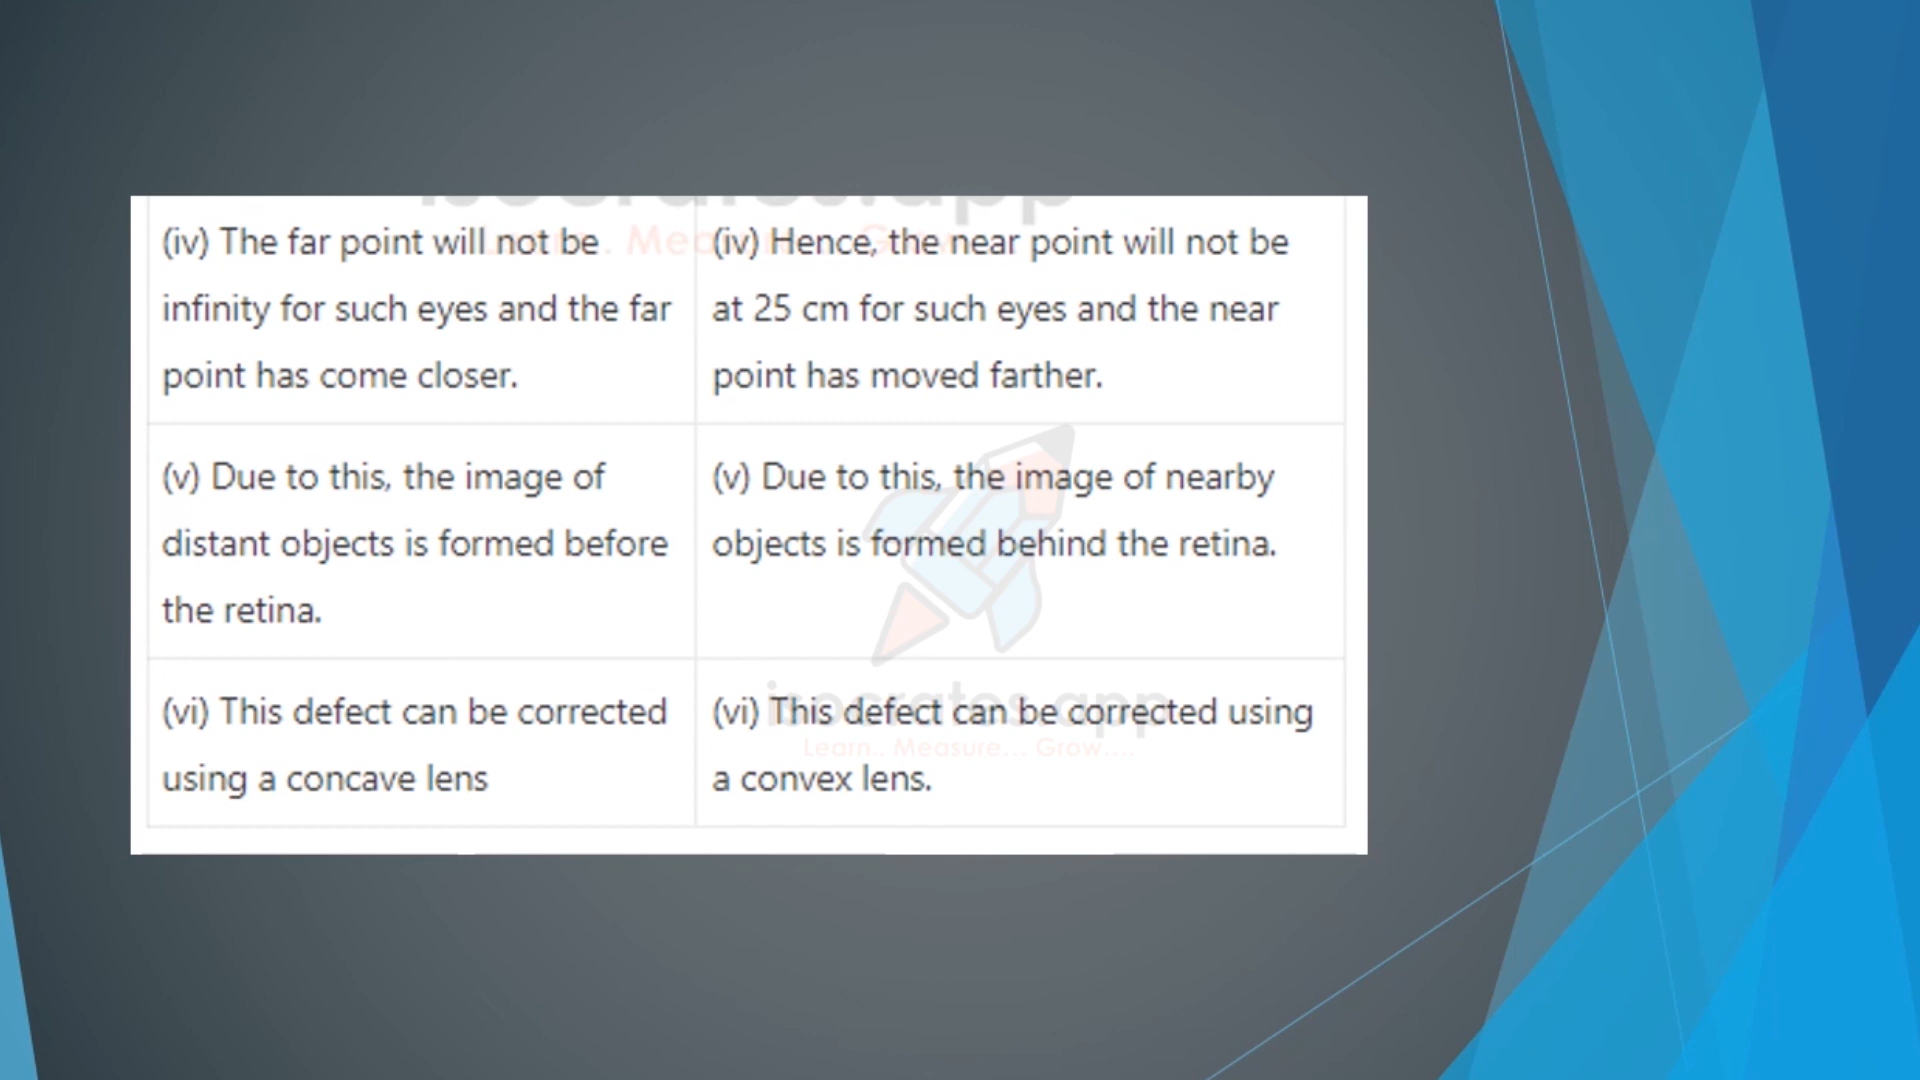 (iv) The far point will not be
infinity for such eyes and the far
point has come closer.
(iv) Hence, the near point will not be
at 25 cm for such eyes and the near
point has moved farther.
(v) Due to this, the image of
distant objects is formed before
the retina.
(v) Due to this, the image of nearby
objects is formed behind the retina.
(vi) This defect can be corrected
using a concave lens
(vi) This defect can be corrected using
a convex lens.
isocrates.app
Learn.. Measure... Grow....